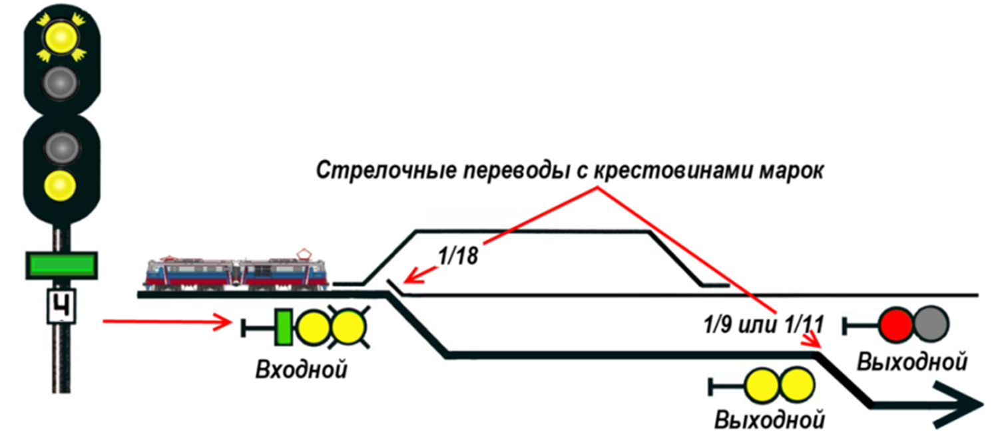 Стрелочные переводы с крестовинами марок
1/18
Ч
1/9 или 1/11
Входной
Выходной
Выходной